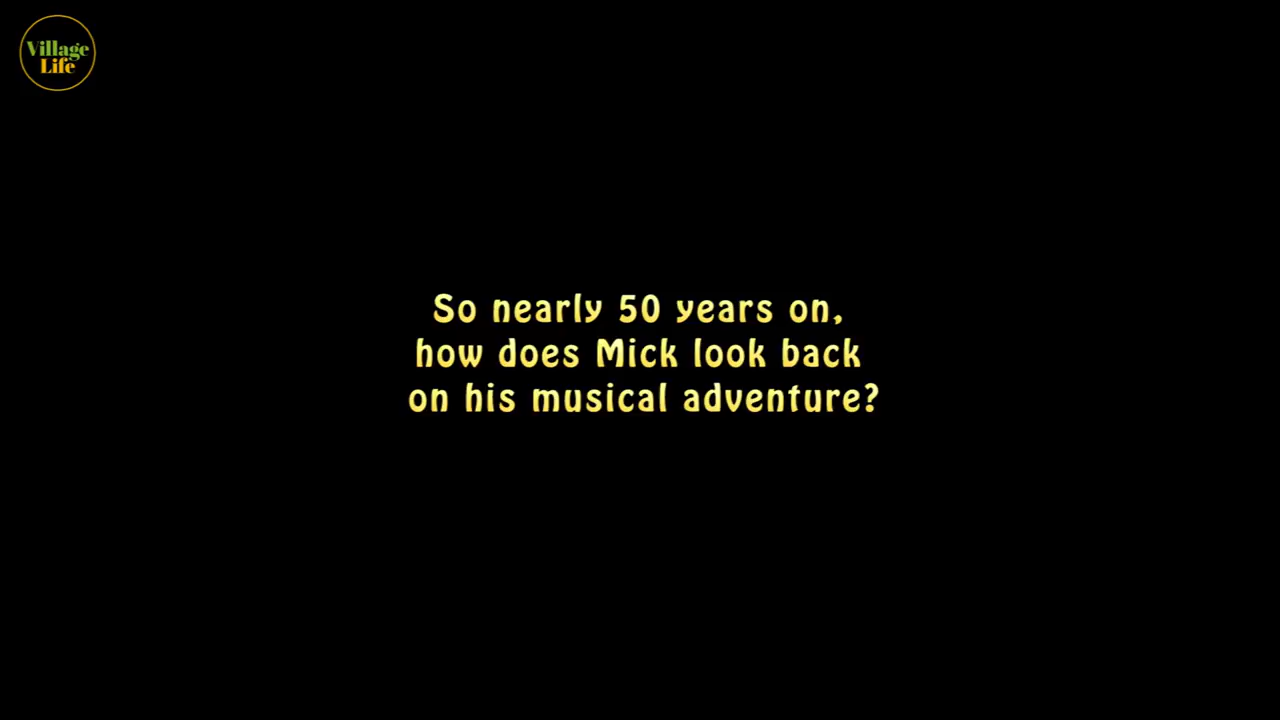 Village
Life
So nearly 50 years on,
how does Mick look back
on his musical adventure?